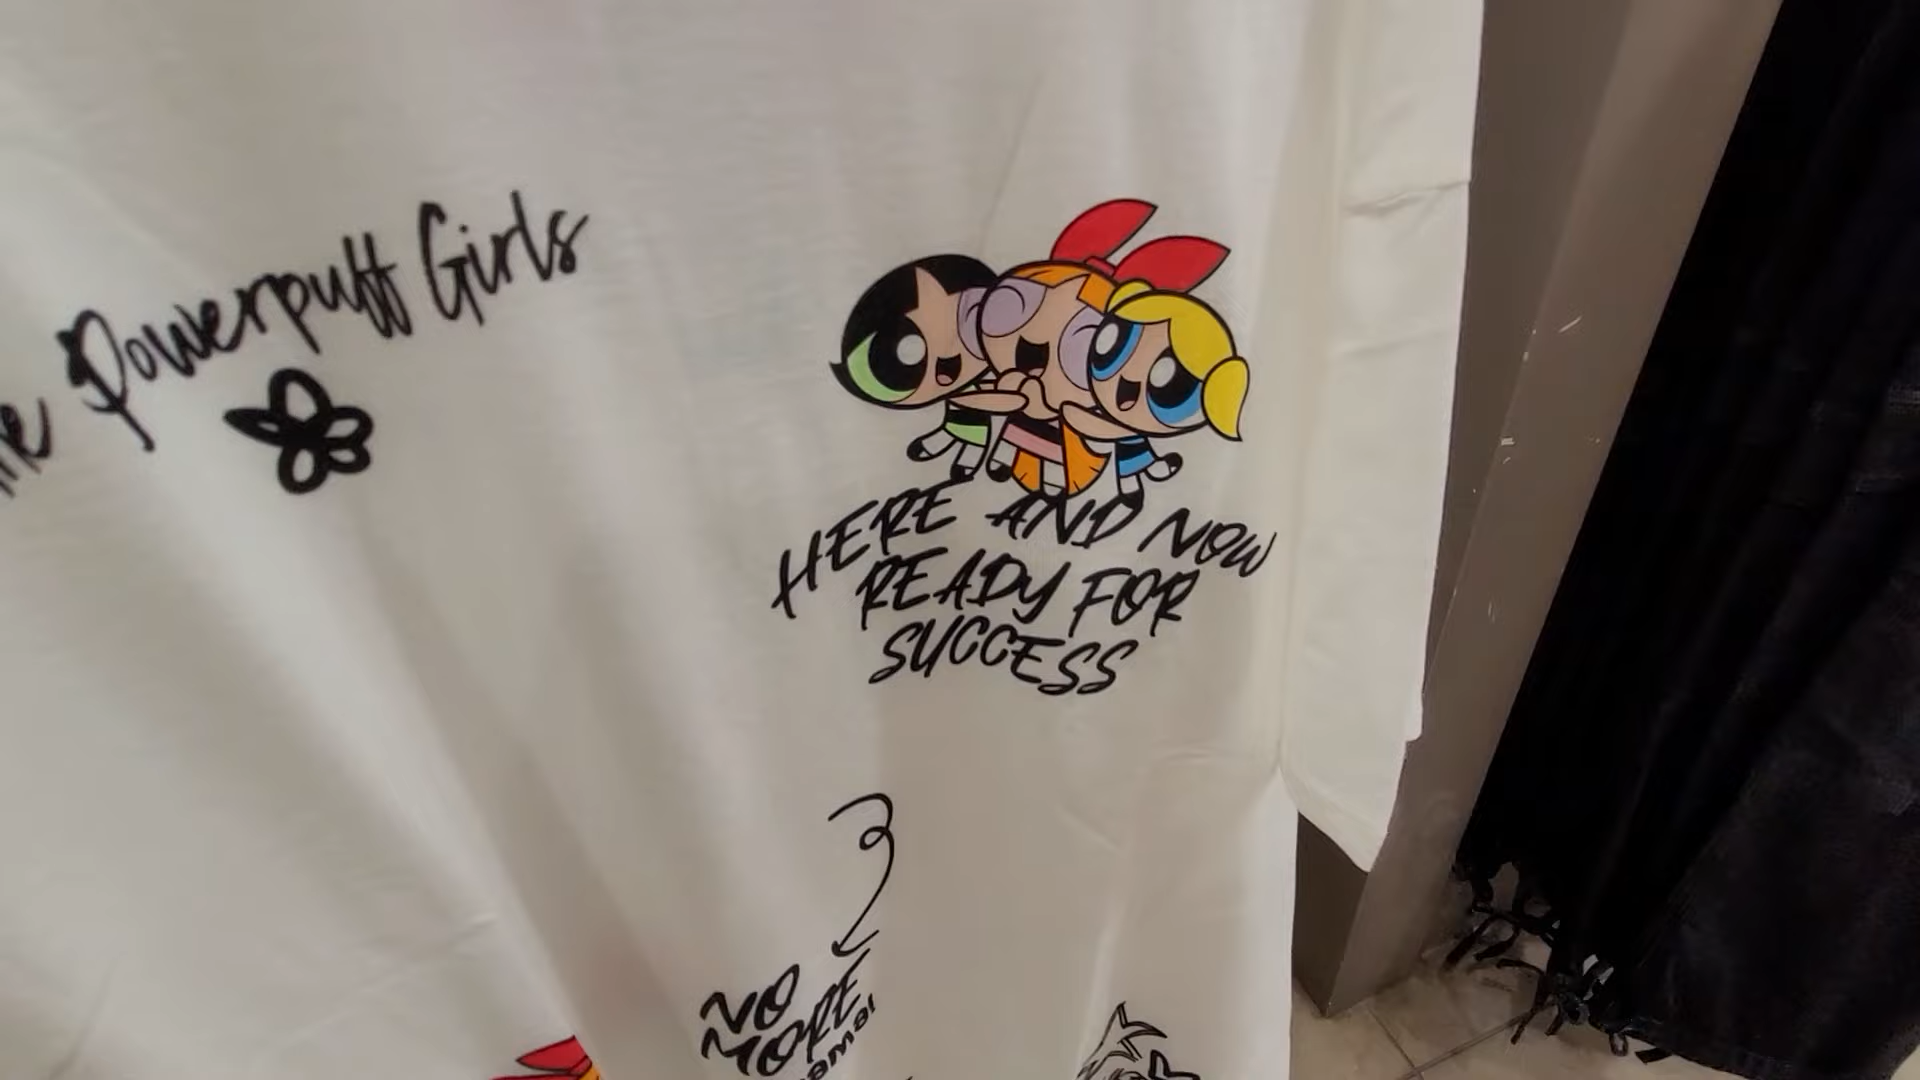 Powerpuff Girls
HERE AND NOW
READY FOR
SUCCESS
NO
MORE